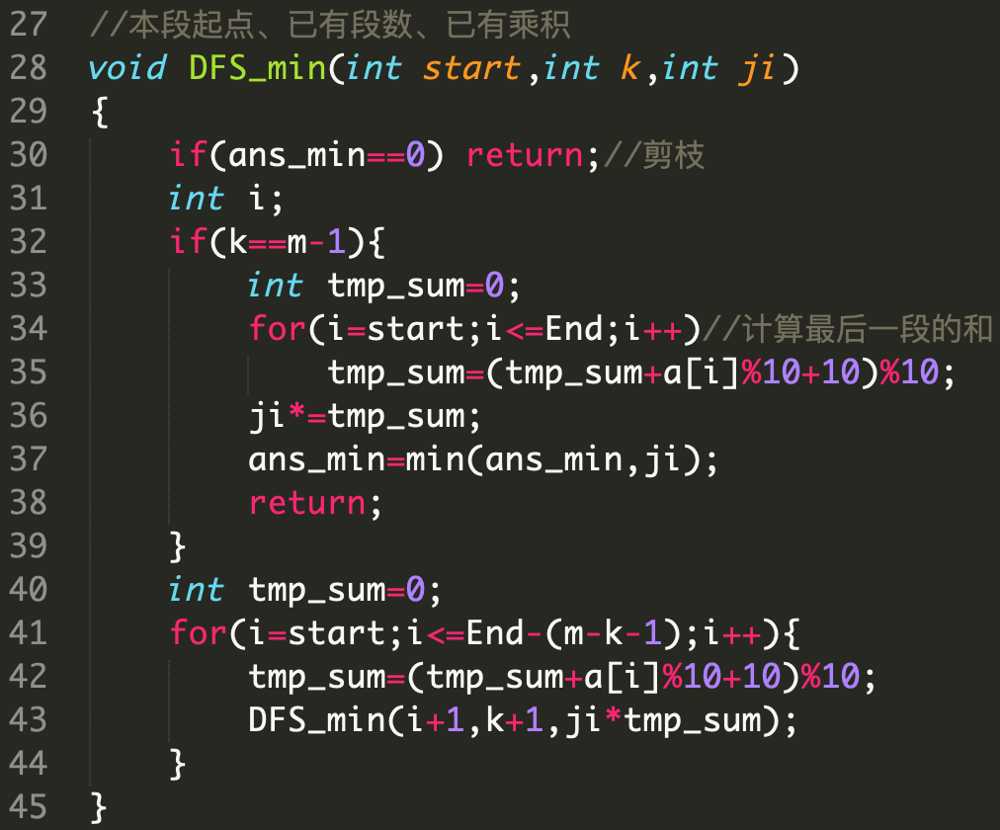 27 //本段起点、已有段数、已有乘积
28 void DFS_min(int start,int k,int ji)
29 {
30     if(ans_min==0) return;//剪枝
31     int i;
32     if(k==m-1){
33         int tmp_sum=0;
34         for(i=start;i<=End;i++)//计算最后一段的和
35             tmp_sum=(tmp_sum+a[i]%10+10)%10;
36         ji*=tmp_sum;
37         ans_min=min(ans_min,ji);
38         return;
39     }
40     int tmp_sum=0;
41     for(i=start;i<=End-(m-k-1);i++){
42         tmp_sum=(tmp_sum+a[i]%10+10)%10;
43         DFS_min(i+1,k+1,ji*tmp_sum);
44     }
45 }